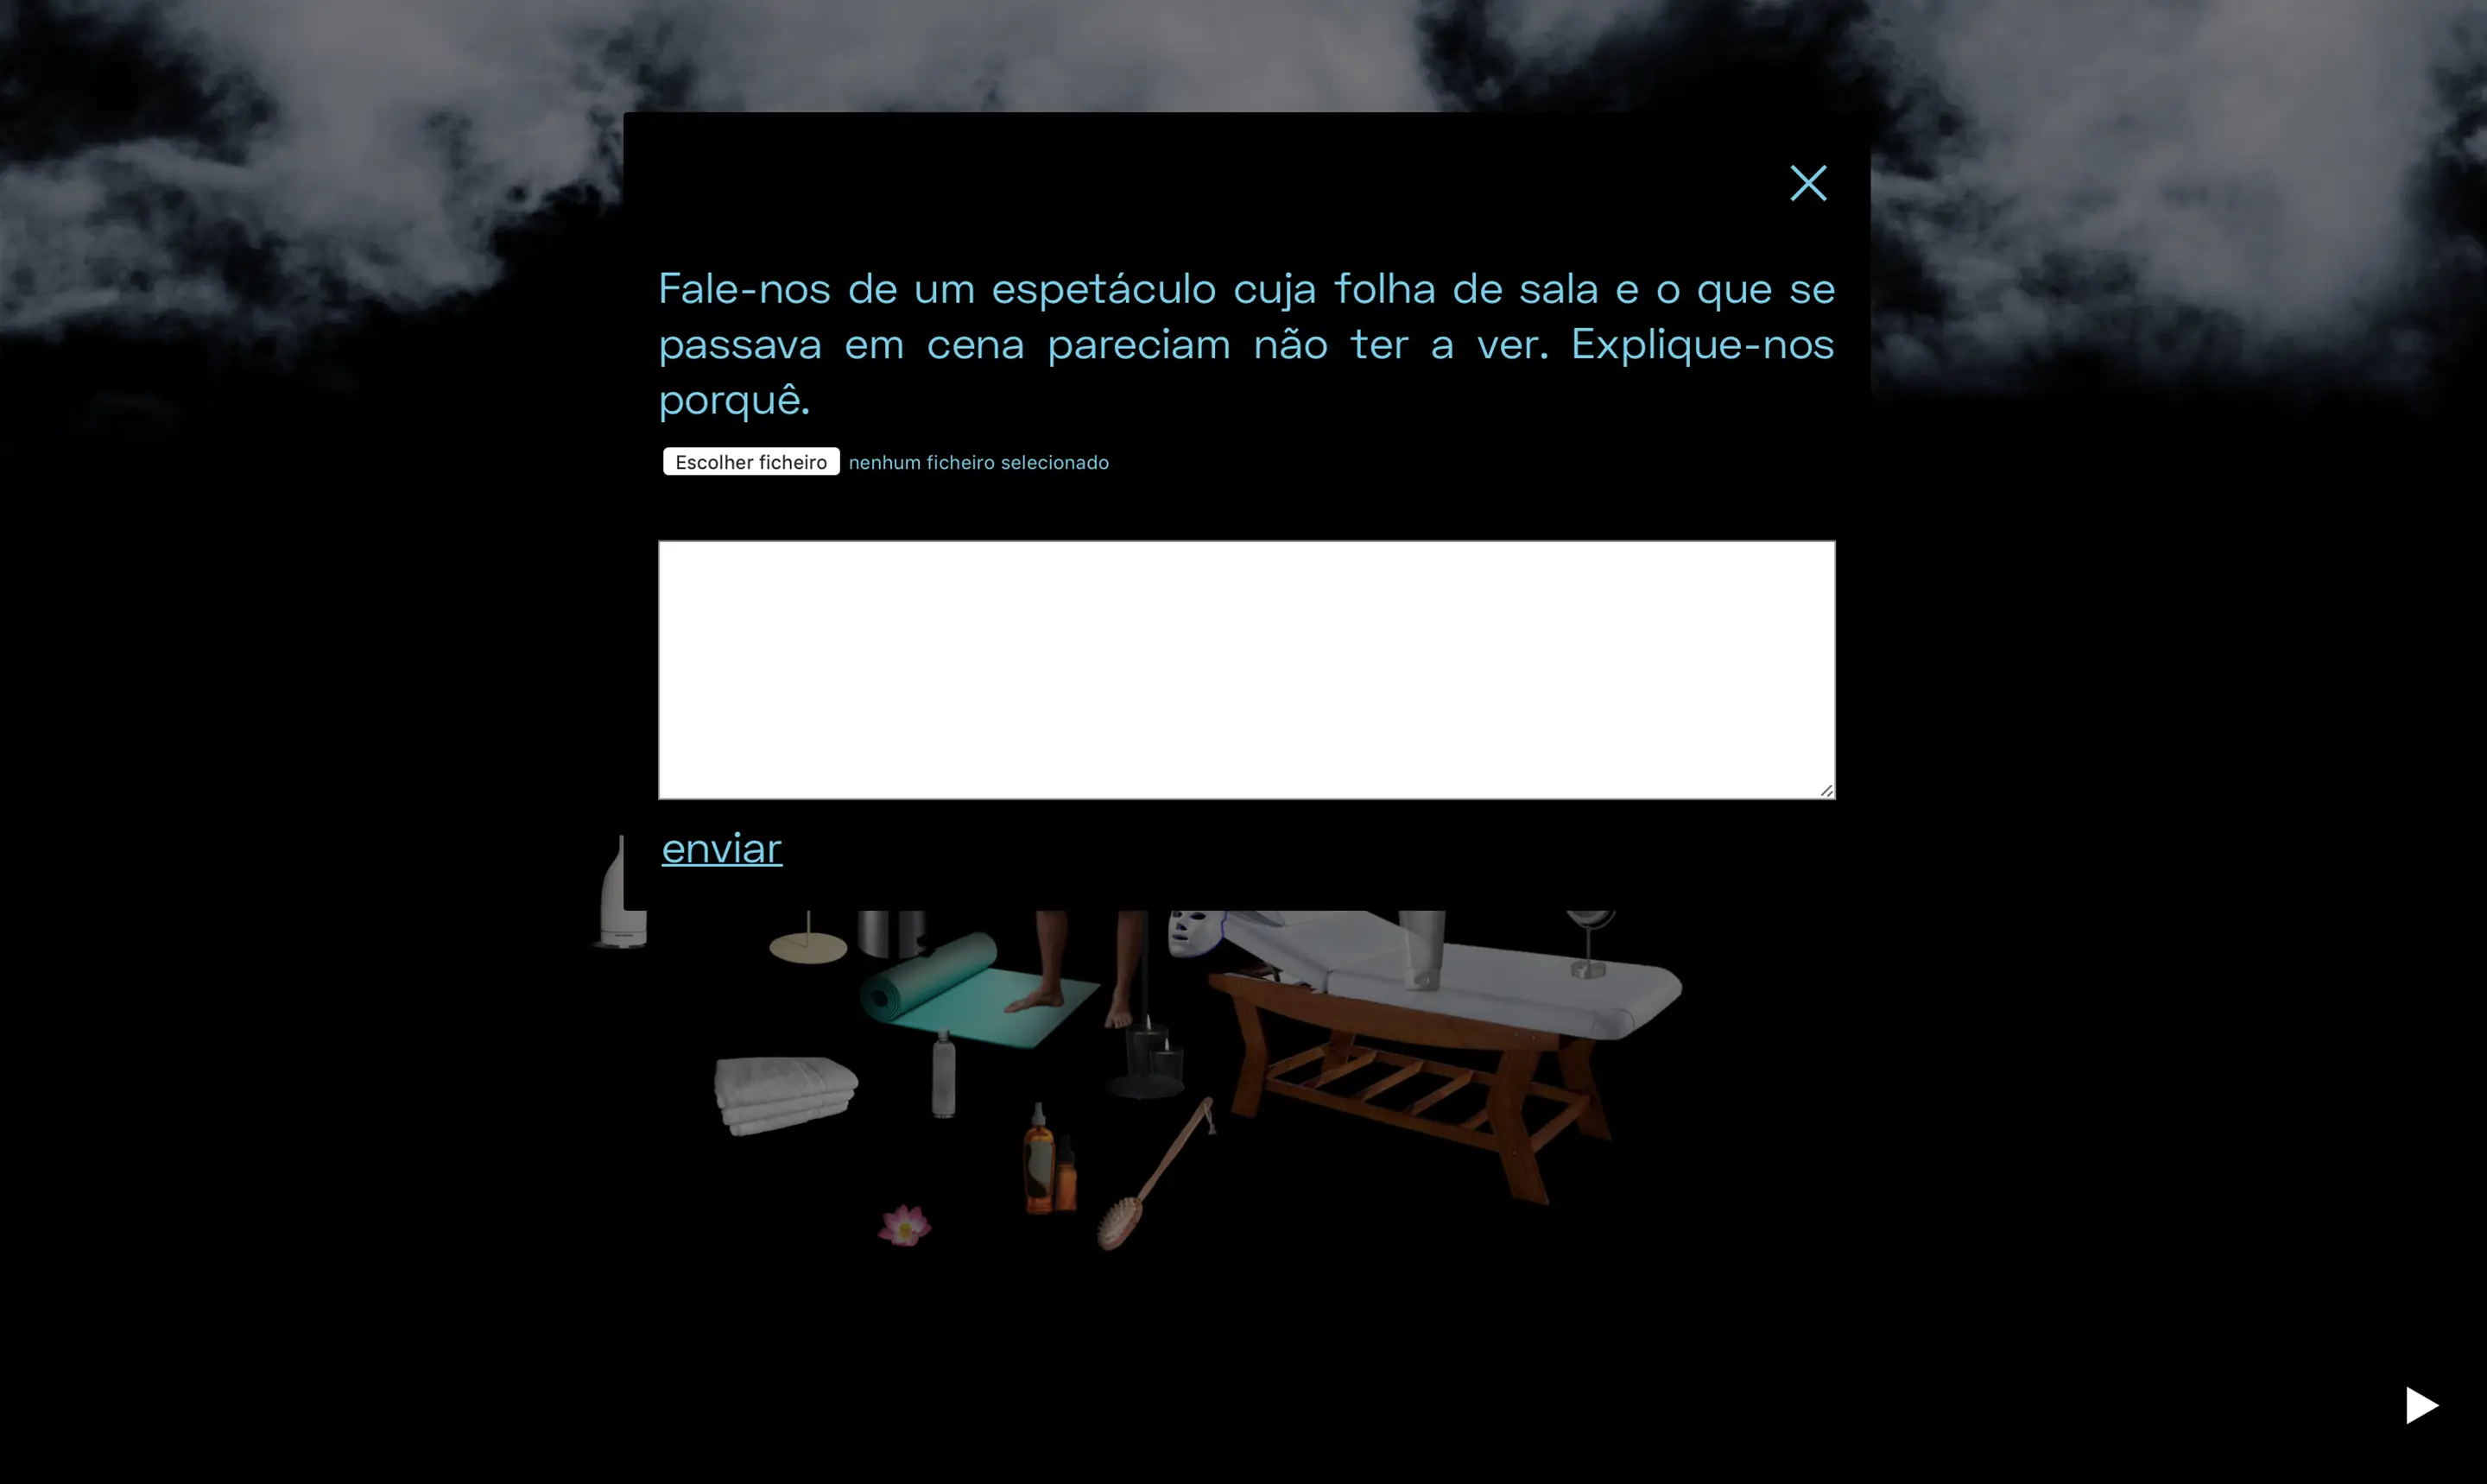 Fale-nos de um espetáculo cuja folha de sala e o que se
passava em cena pareciam não ter a ver. Explique-nos
porquê.
Escolher ficheiro nenhum ficheiro selecionado
enviar